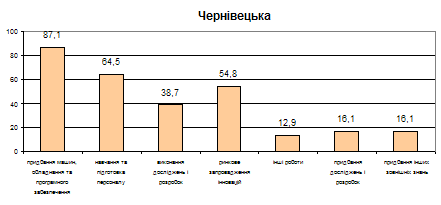 Чернівецька
100
80
60
40
20
0
87,1
64,5
38,7
54,8
12,9
16,1
16,1
придбання машин,
обладнання та
програмного
забезпечення
навчання та
підготовка
персоналу
виконання
досліджень і
розробок
ринкове
запровадження
інновацій
інші роботи
придбання
досліджень і
розробок
придбання інших
зовнішніх знань